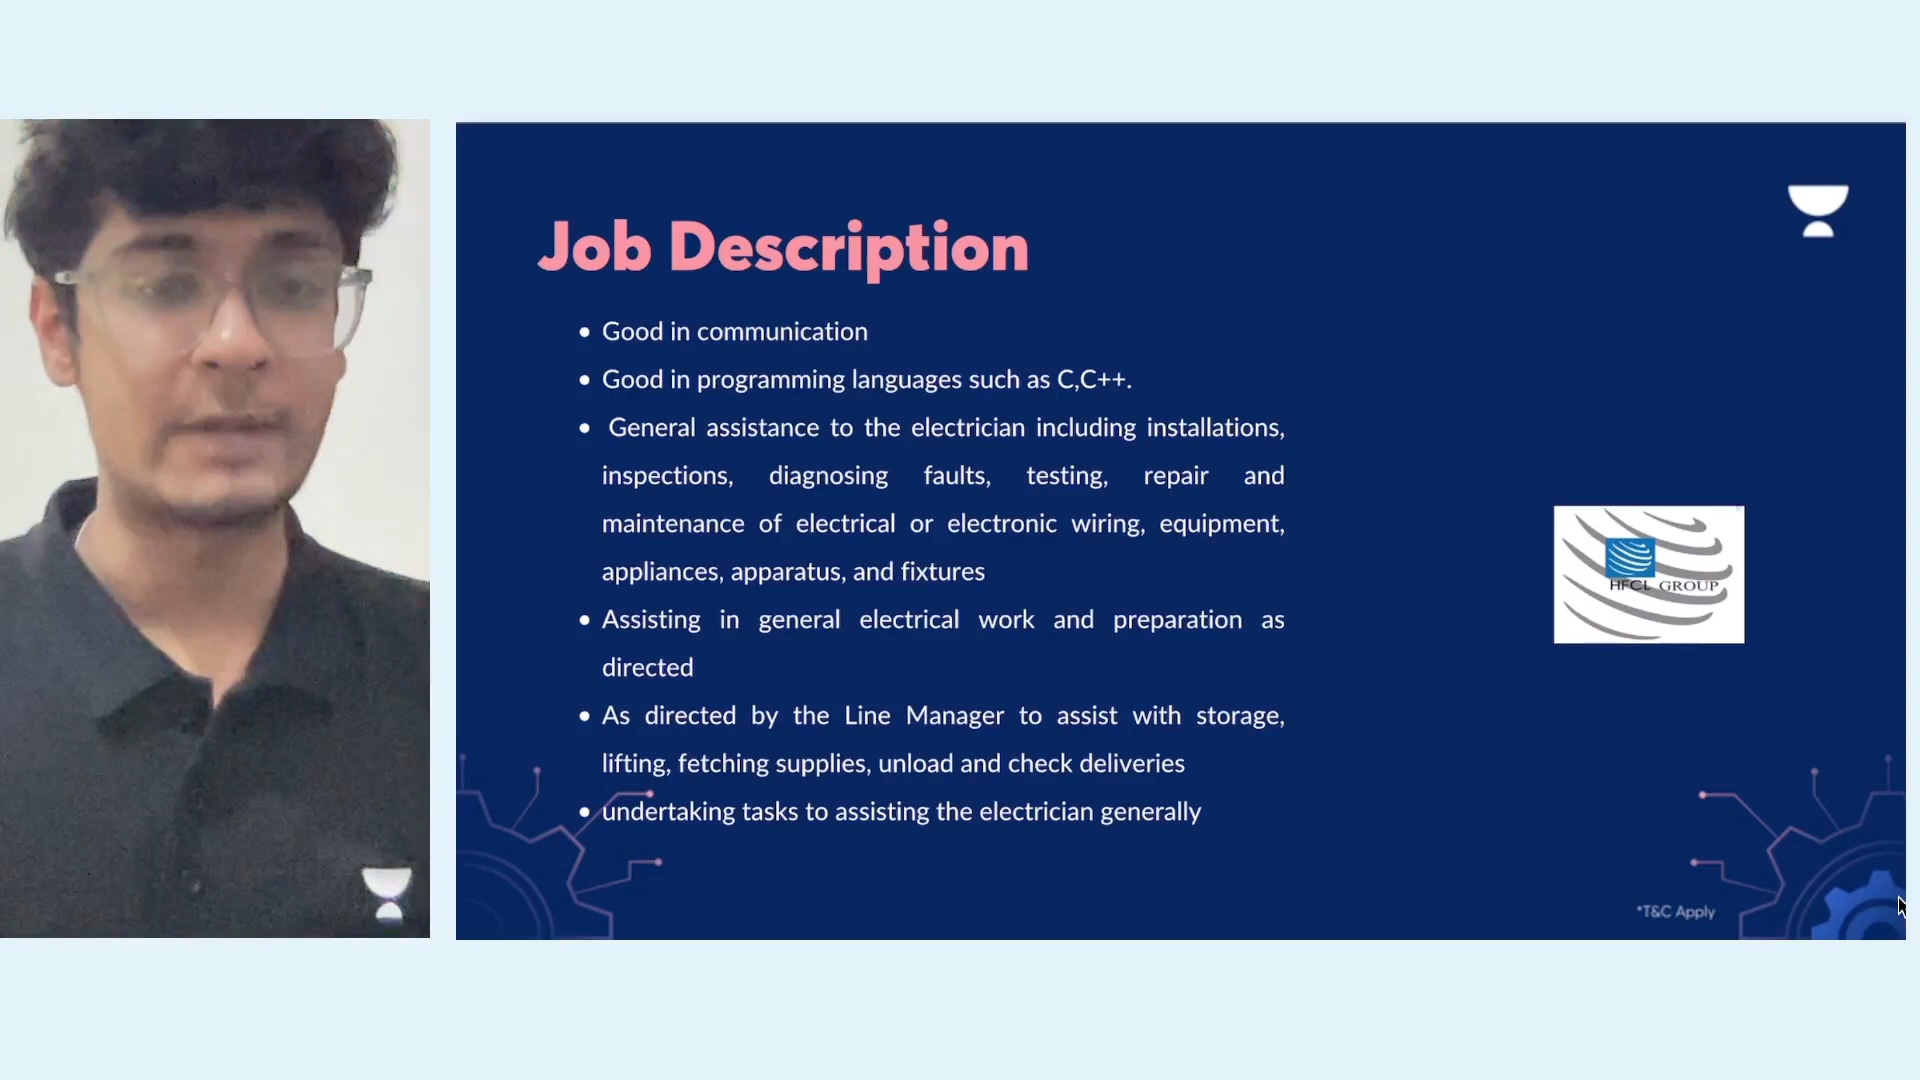 Job Description
• Good in communication
• Good in programming languages such as C,C++.
• General assistance to the electrician including installations,
inspections, diagnosing faults, testing, repair and
maintenance of electrical or electronic wiring, equipment,
appliances, apparatus, and fixtures
• Assisting in general electrical work and preparation as
directed
• As directed by the Line Manager to assist with storage,
lifting, fetching supplies, unload and check deliveries
• undertaking tasks to assisting the electrician generally
HFCL GROUP
*T&C Apply